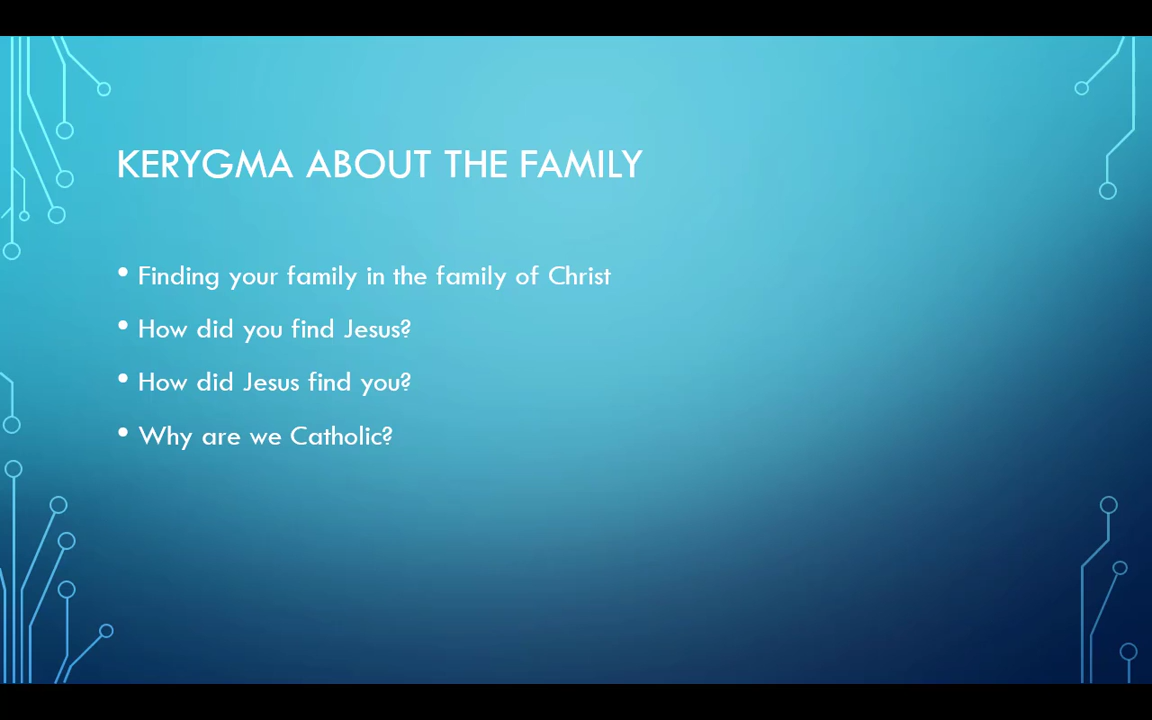 KERYGMA ABOUT THE FAMILY
• Finding your family in the family of Christ
• How did you find Jesus?
• How did Jesus find you?
• Why are we Catholic?